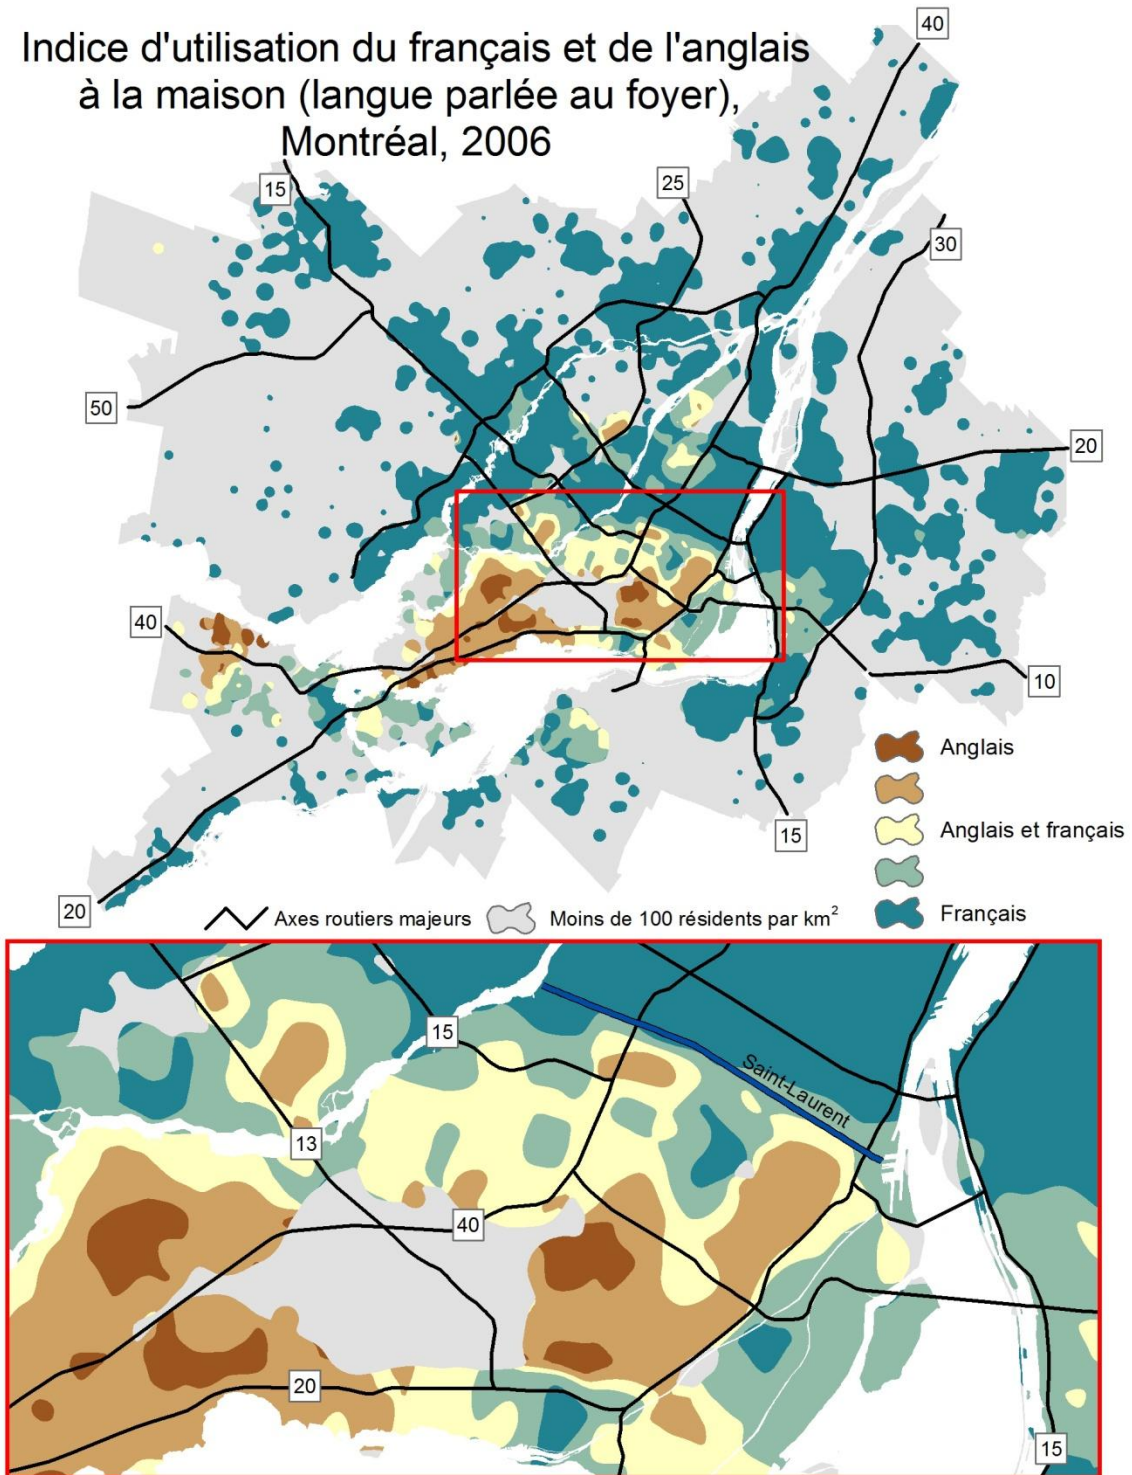 Indice d'utilisation du français et de l'anglais
à la maison (langue parlée au foyer),
Montréal, 2006
40
15
25
30
50
20
40
10
15
20
Anglais
Anglais et français
Français
Axes routiers majeurs
Moins de 100 résidents par km²
15
Saint-Laurent
13
40
20
15